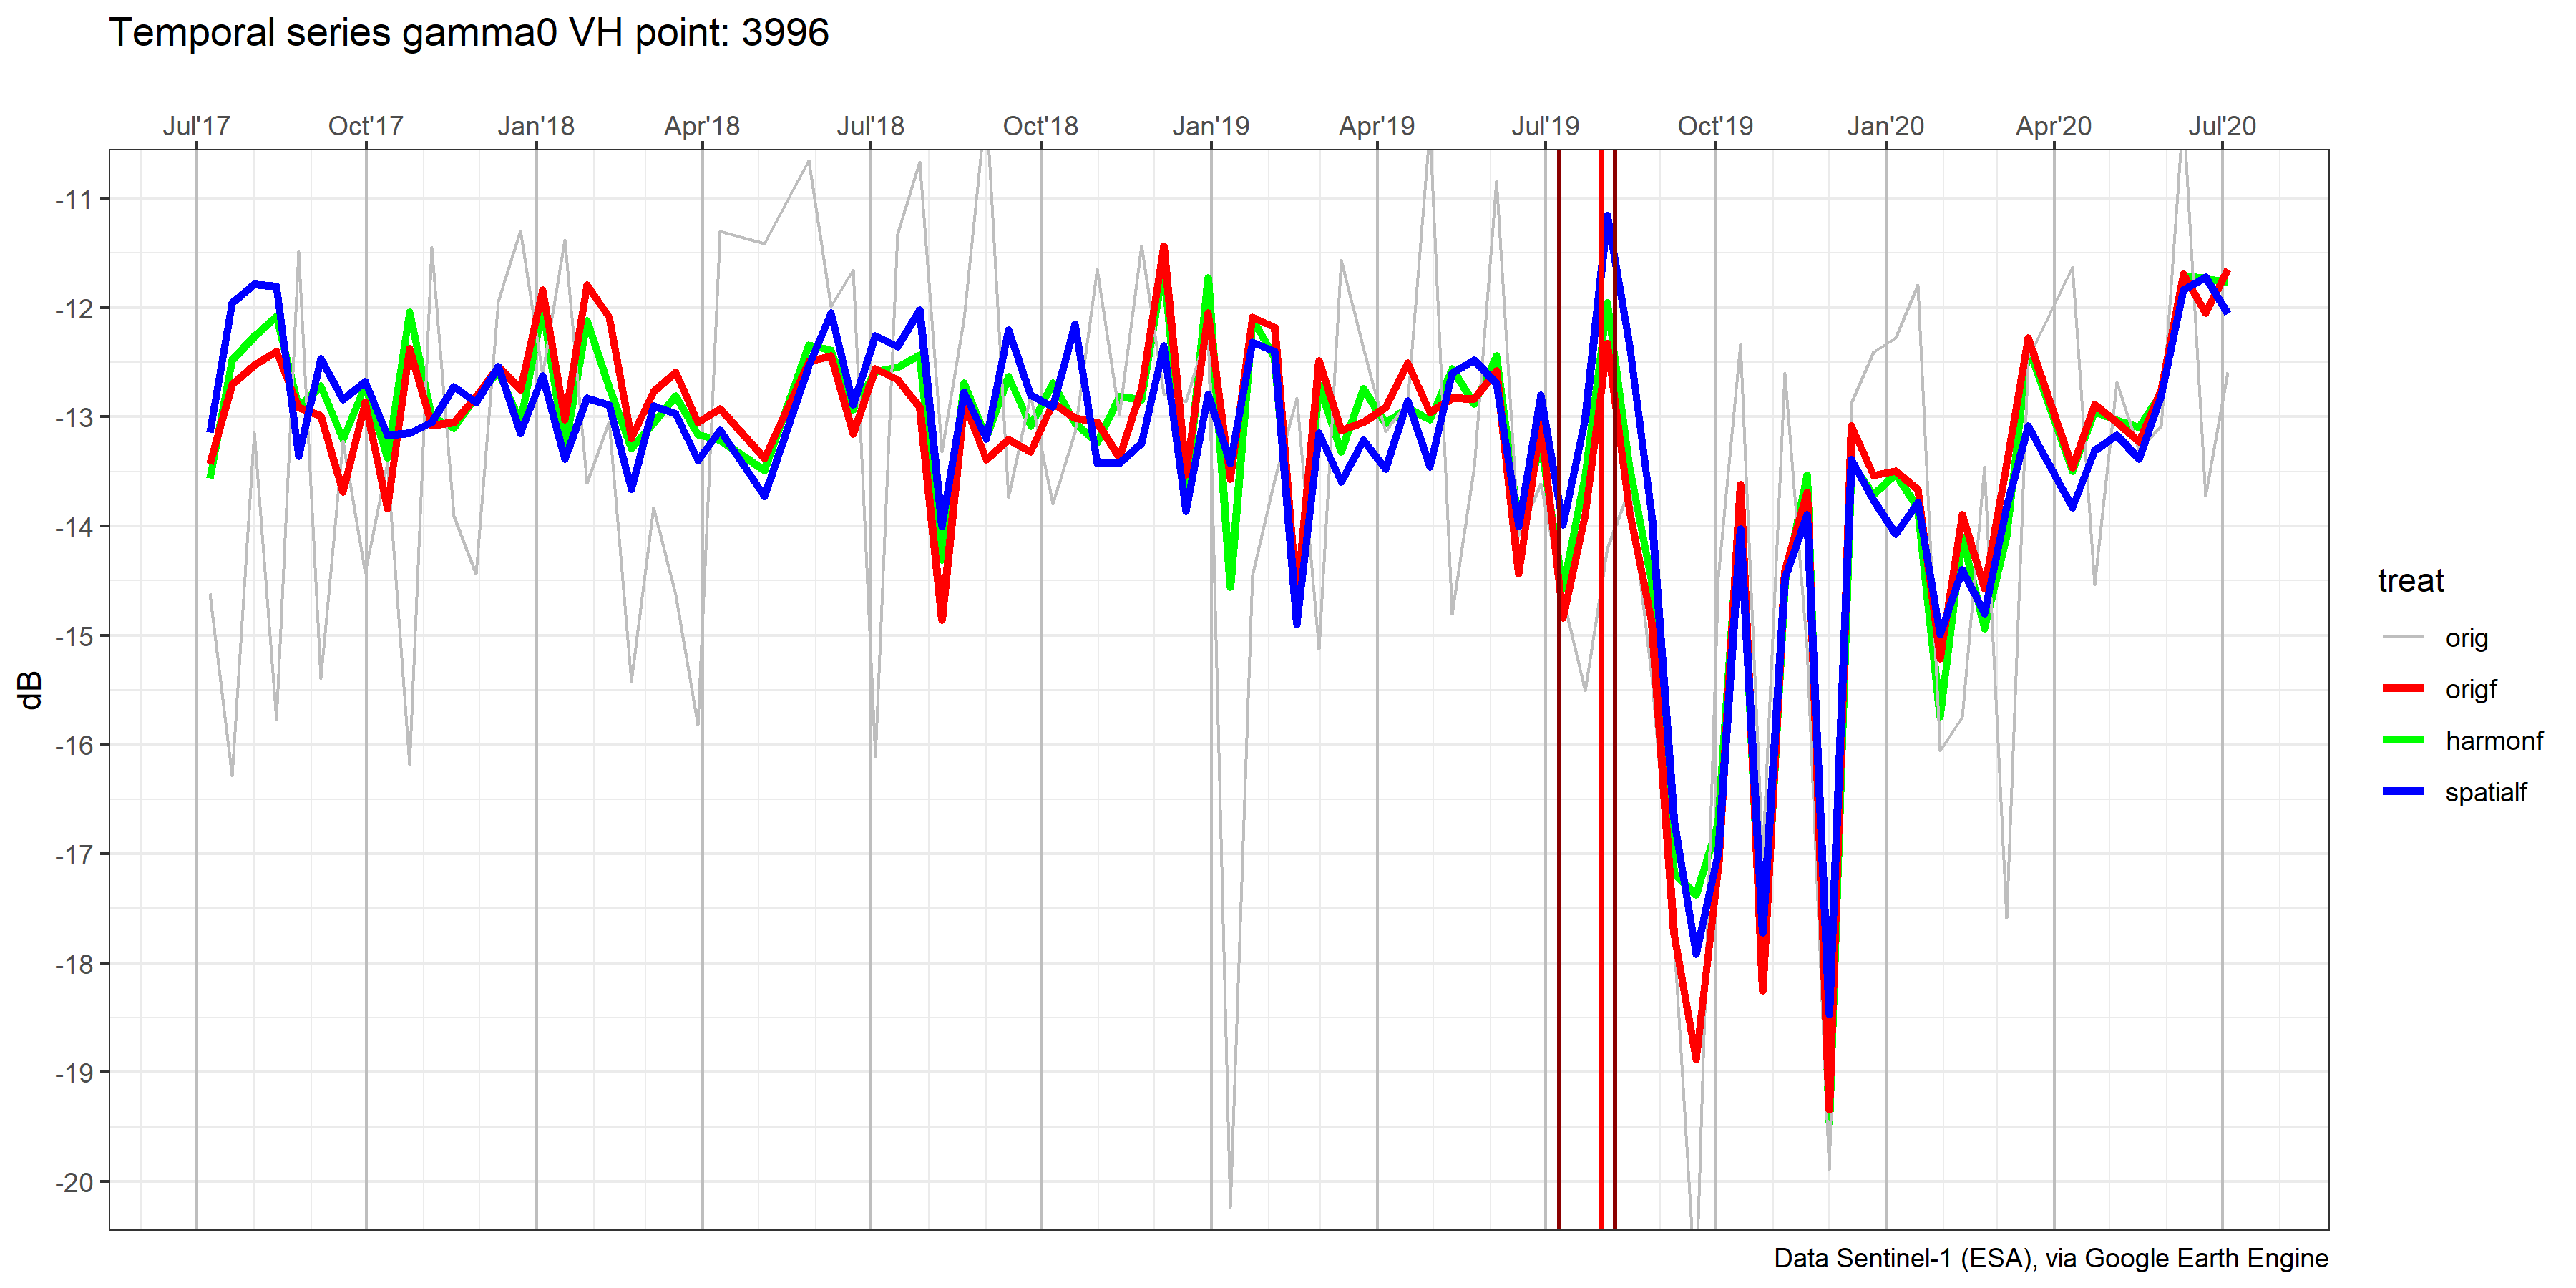 Temporal series gamma0 VH point: 3996
Jul'17 Oct'17 Jan'18 Apr'18 Jul'18 Oct'18 Jan'19 Apr'19 Jul'19 Oct'19 Jan'20 Apr'20 Jul'20
-11
-12
-13
-14
-15
-16
-17
-18
-19
-20
dB
treat
orig
origf
harmonf
spatialf
Data Sentinel-1 (ESA), via Google Earth Engine